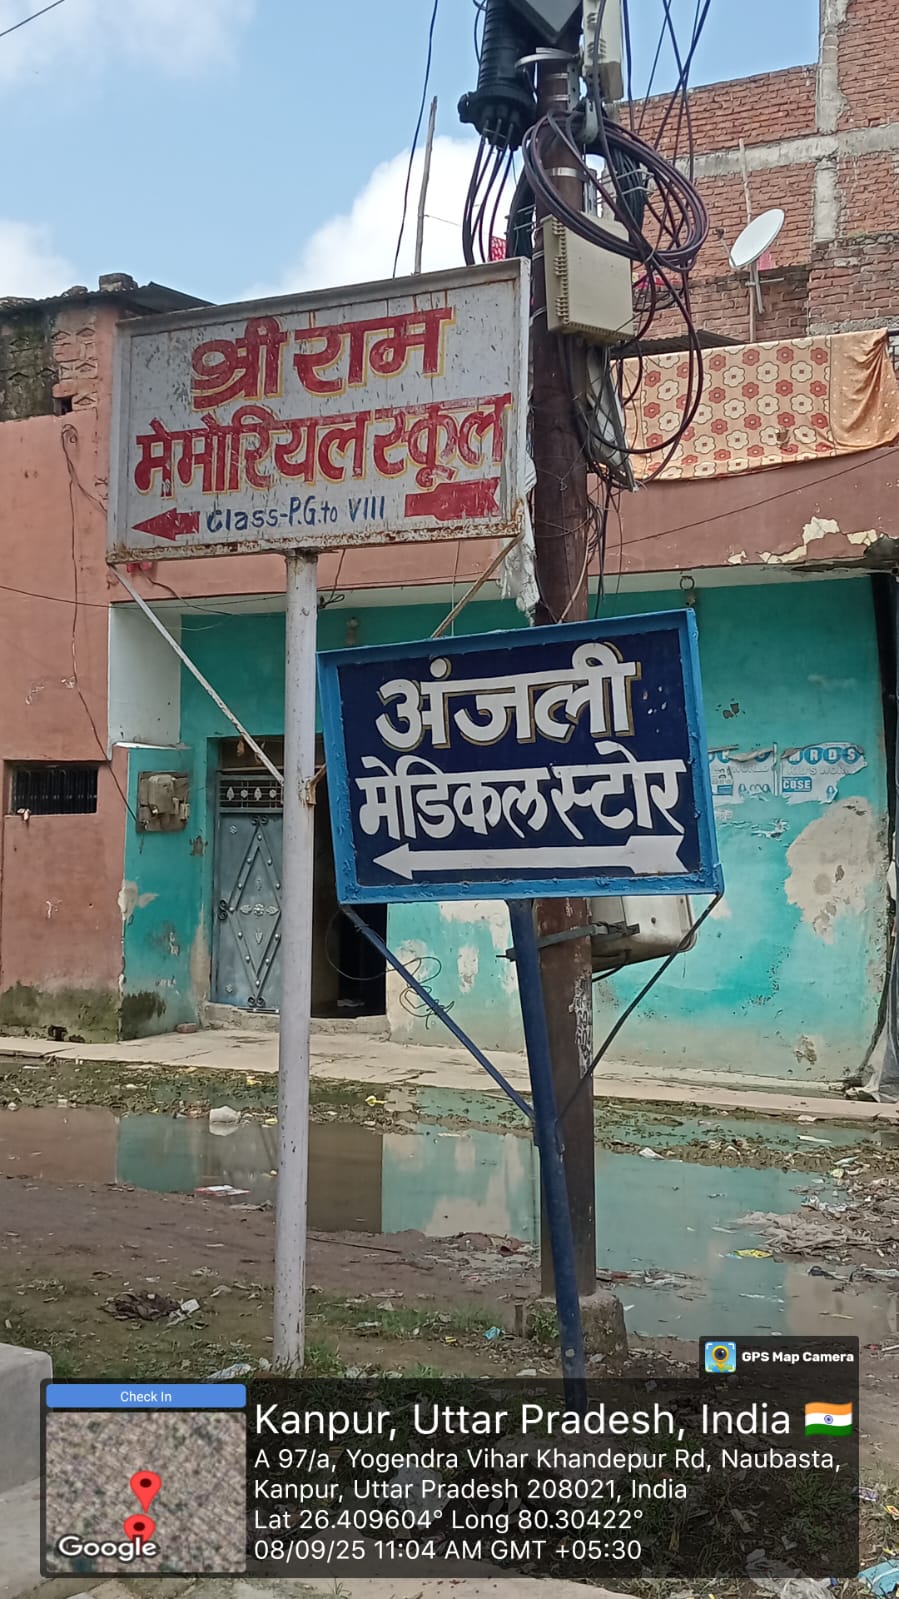 श्री राम
मेमोरियल स्कूल
Class-P.G.to VIII
अंजली
मेडिकल स्टोर
GPS Map Camera
Check In
Google
Kanpur, Uttar Pradesh, India
A 97/a, Yogendra Vihar Khandepur Rd, Naubasta,
Kanpur, Uttar Pradesh 208021, India
Lat 26.409604° Long 80.30422°
08/09/25 11:04 AM GMT +05:30